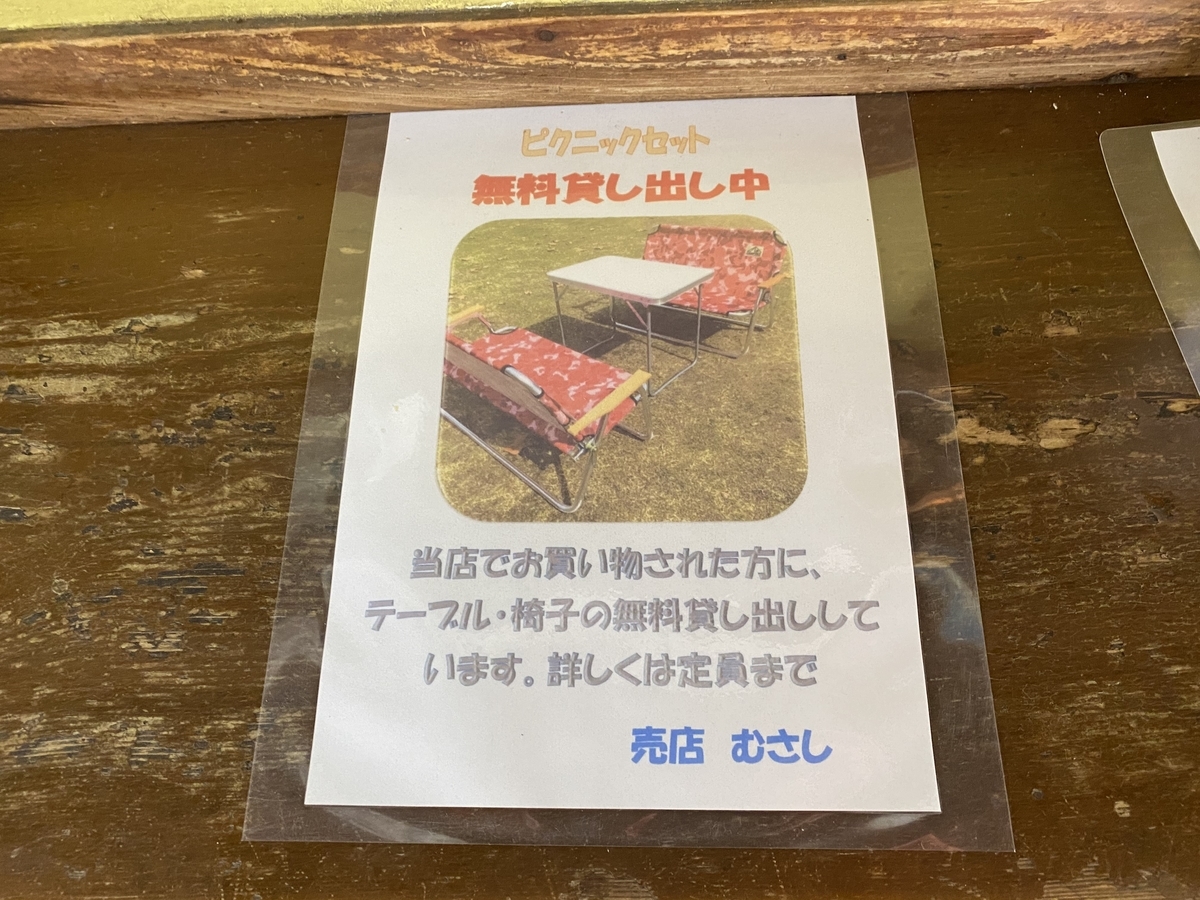 ピクニックセット
無料貸し出し中
当店でお買い物された方に、
テーブル・椅子の無料貸し出しして
います。詳しくは定員まで
売店 むさし